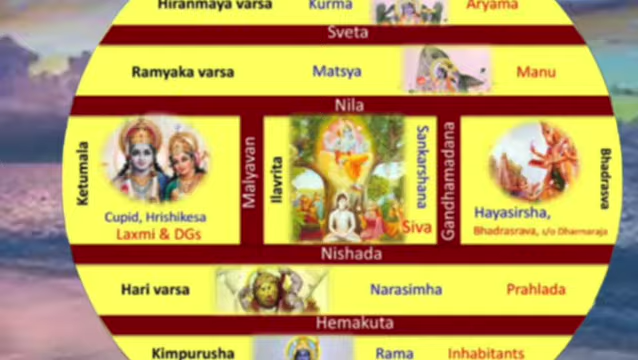 Hiranmaya varsa Kurma Aryama
Sveta
Ramyaka varsa Matsya Manu
Nila
Ketumala
Cupid, Hrishikesa
Laxmi & DGs
Malyavan
Ilavrita
Sankarshana
Siva
Gandhamadana
Hayasirsha,
Bhadrasrava, s/o Dharmaraja
Bhadrasva
Nishada
Hari varsa Narasimha Prahlada
Hemakuta
Kimpurusha Rama Inhabitants